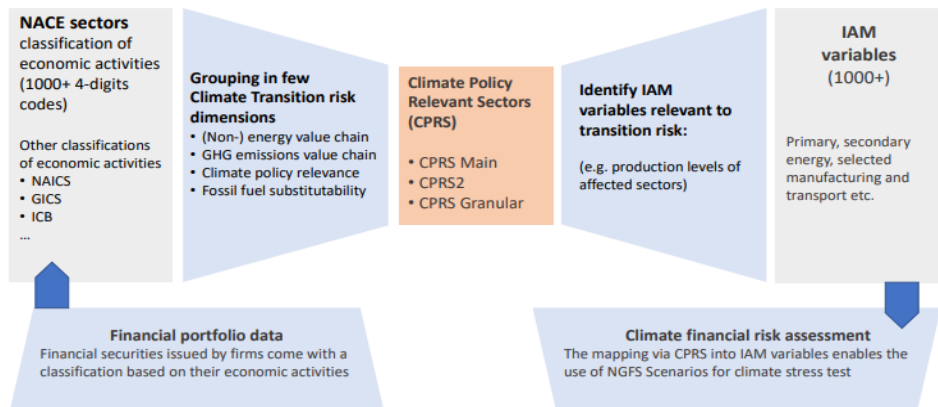 NACE sectors
classification of
economic activities
(1000+ 4-digits
codes)
Other classifications
of economic activities
• NAICS
• GICS
• ICB
...
Grouping in few
Climate Transition risk
dimensions
• (Non-) energy value chain
• GHG emissions value chain
• Climate policy relevance
• Fossil fuel substitutability
Climate Policy
Relevant Sectors
(CPRS)
• CPRS Main
• CPRS2
• CPRS Granular
Identify IAM
variables relevant to
transition risk:
(e.g. production levels of
affected sectors)
IAM
variables
(1000+)
Primary, secondary
energy, selected
manufacturing and
transport etc.
Financial portfolio data
Financial securities issued by firms come with a
classification based on their economic activities
Climate financial risk assessment
The mapping via CPRS into IAM variables enables the
use of NGFS Scenarios for climate stress test